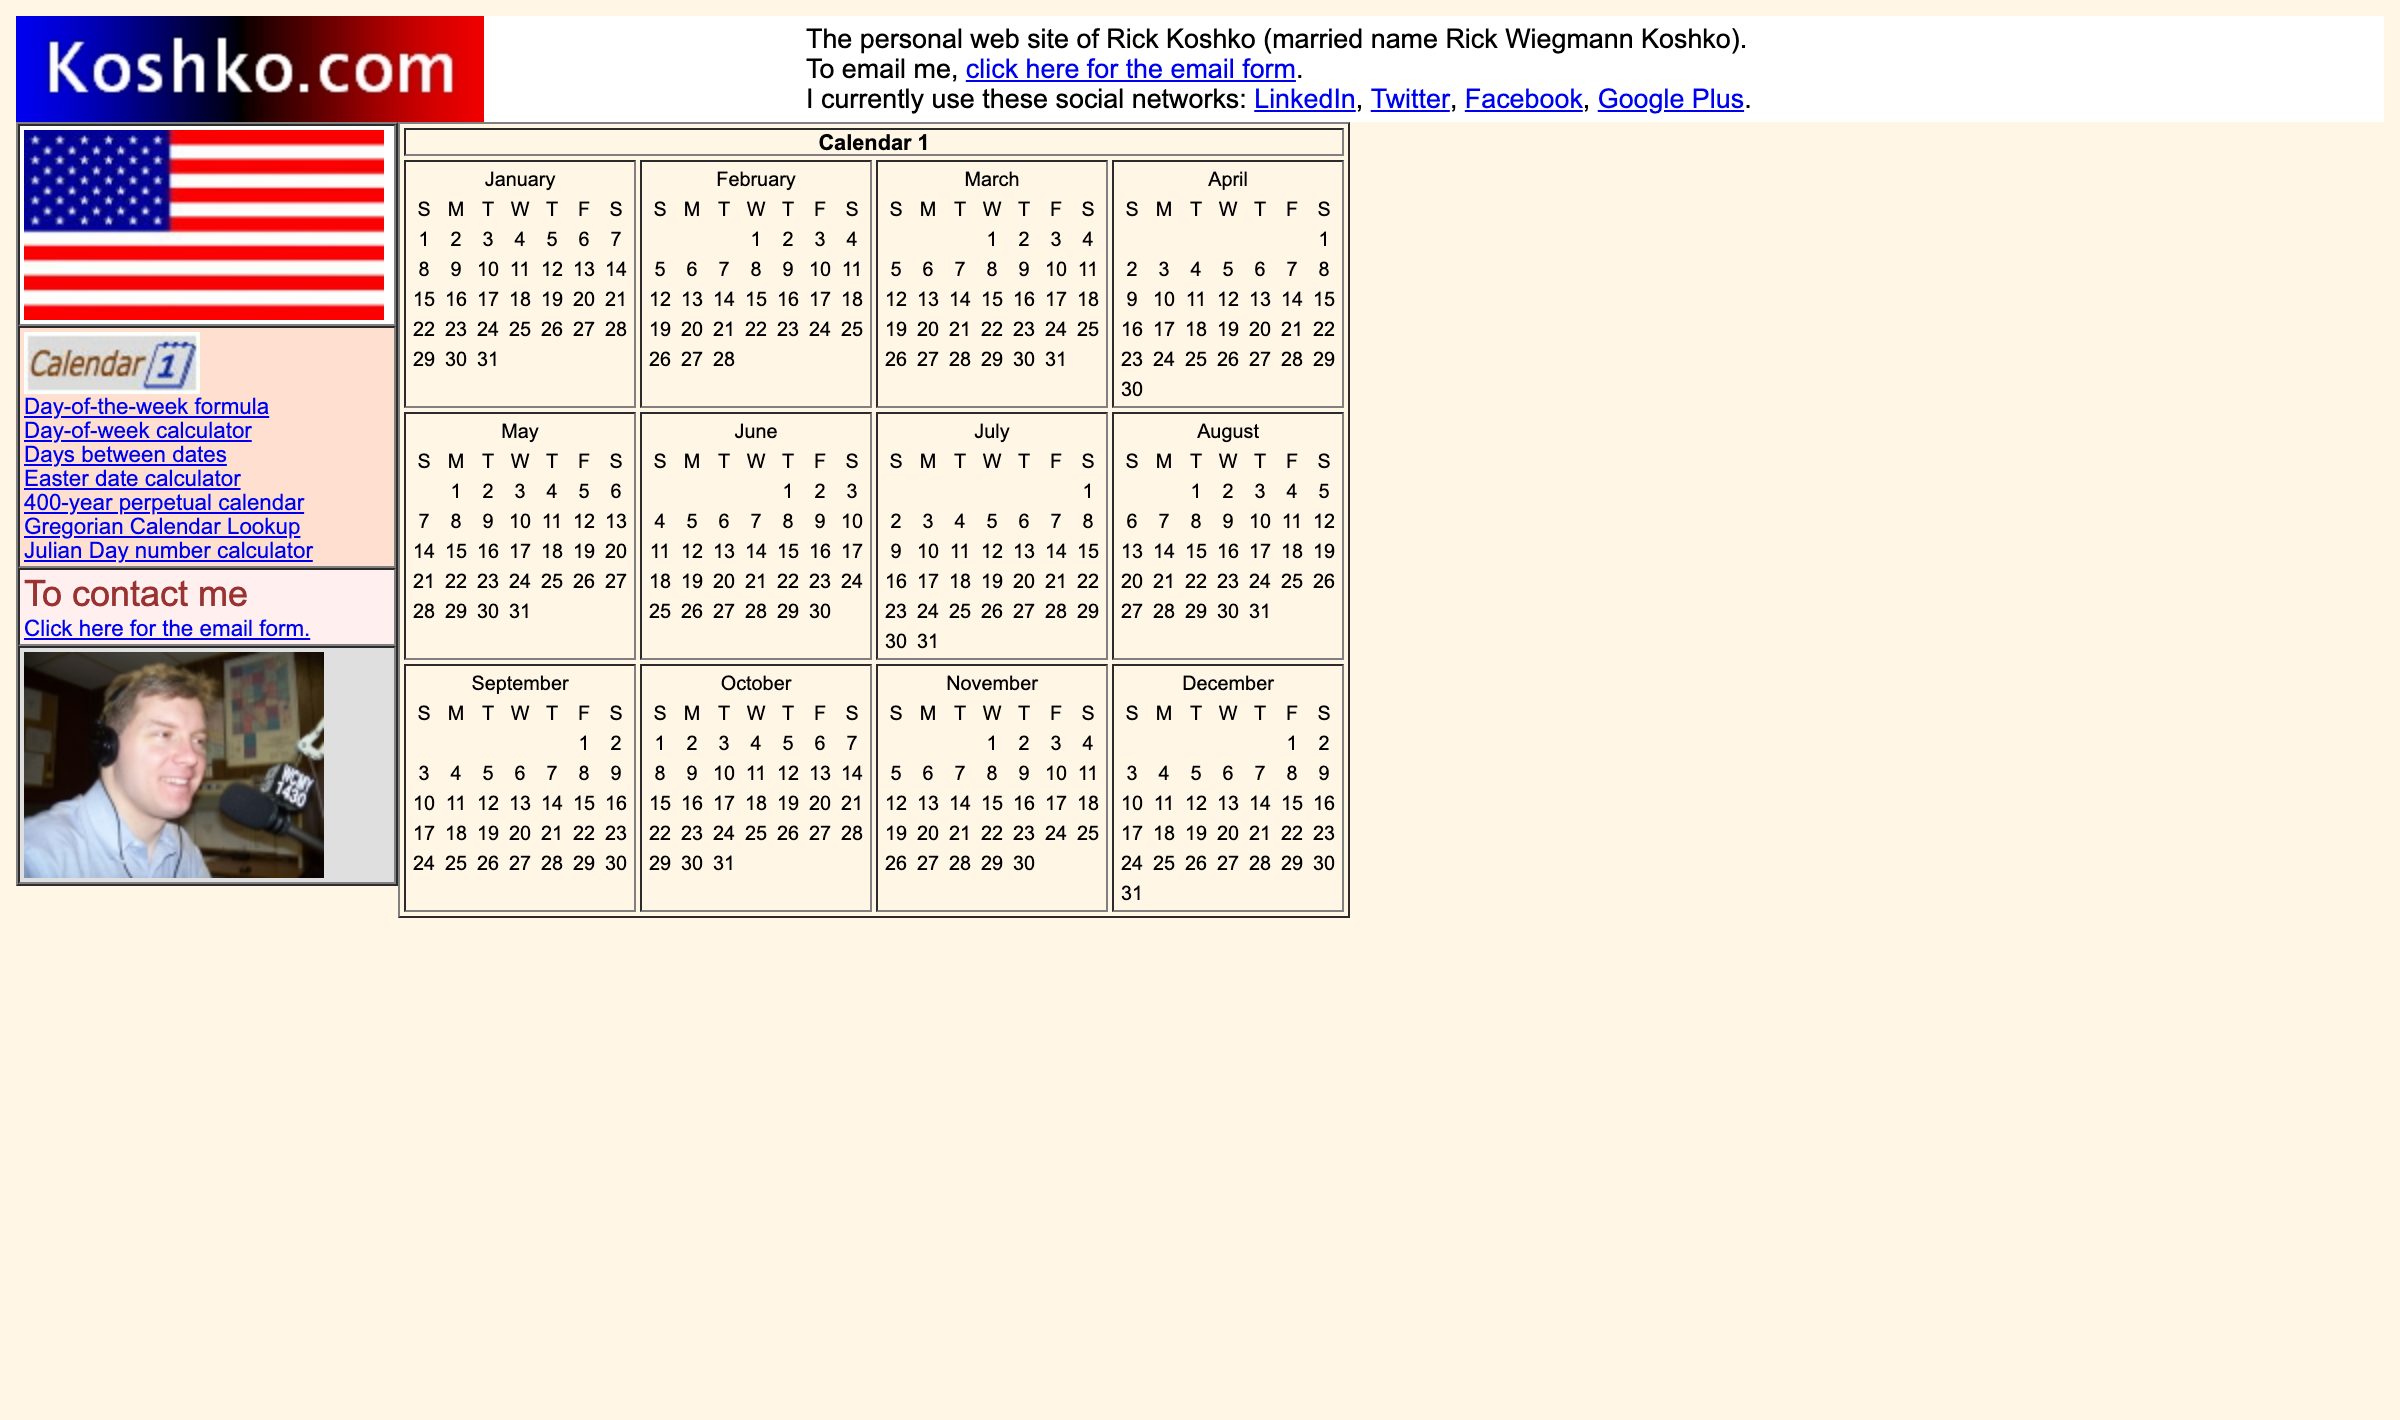 Koshko.com
The personal web site of Rick Koshko (married name Rick Wiegmann Koshko).
To email me, click here for the email form.
I currently use these social networks: LinkedIn, Twitter, Facebook, Google Plus.
Calendar 1
Day-of-the-week formula
Day-of-week calculator
Days between dates
Easter date calculator
400-year perpetual calendar
Gregorian Calendar Lookup
Julian Day number calculator
To contact me
Click here for the email form.
WCMY
1430
Calendar 1
January
S M T W T F S
1 2 3 4 5 6 7
8 9 10 11 12 13 14
15 16 17 18 19 20 21
22 23 24 25 26 27 28
29 30 31
February
S M T W T F S
1 2 3 4
5 6 7 8 9 10 11
12 13 14 15 16 17 18
19 20 21 22 23 24 25
26 27 28
March
S M T W T F S
1 2 3 4
5 6 7 8 9 10 11
12 13 14 15 16 17 18
19 20 21 22 23 24 25
26 27 28 29 30 31
April
S M T W T F S
1
2 3 4 5 6 7 8
9 10 11 12 13 14 15
16 17 18 19 20 21 22
23 24 25 26 27 28 29
30
May
S M T W T F S
1 2 3 4 5 6
7 8 9 10 11 12 13
14 15 16 17 18 19 20
21 22 23 24 25 26 27
28 29 30 31
June
S M T W T F S
1 2 3
4 5 6 7 8 9 10
11 12 13 14 15 16 17
18 19 20 21 22 23 24
25 26 27 28 29 30
July
S M T W T F S
1
2 3 4 5 6 7 8
9 10 11 12 13 14 15
16 17 18 19 20 21 22
23 24 25 26 27 28 29
30 31
August
S M T W T F S
1 2 3 4 5
6 7 8 9 10 11 12
13 14 15 16 17 18 19
20 21 22 23 24 25 26
27 28 29 30 31
September
S M T W T F S
1 2
3 4 5 6 7 8 9
10 11 12 13 14 15 16
17 18 19 20 21 22 23
24 25 26 27 28 29 30
October
S M T W T F S
1 2 3 4 5 6 7
8 9 10 11 12 13 14
15 16 17 18 19 20 21
22 23 24 25 26 27 28
29 30 31
November
S M T W T F S
1 2 3 4
5 6 7 8 9 10 11
12 13 14 15 16 17 18
19 20 21 22 23 24 25
26 27 28 29 30
December
S M T W T F S
1 2
3 4 5 6 7 8 9
10 11 12 13 14 15 16
17 18 19 20 21 22 23
24 25 26 27 28 29 30
31